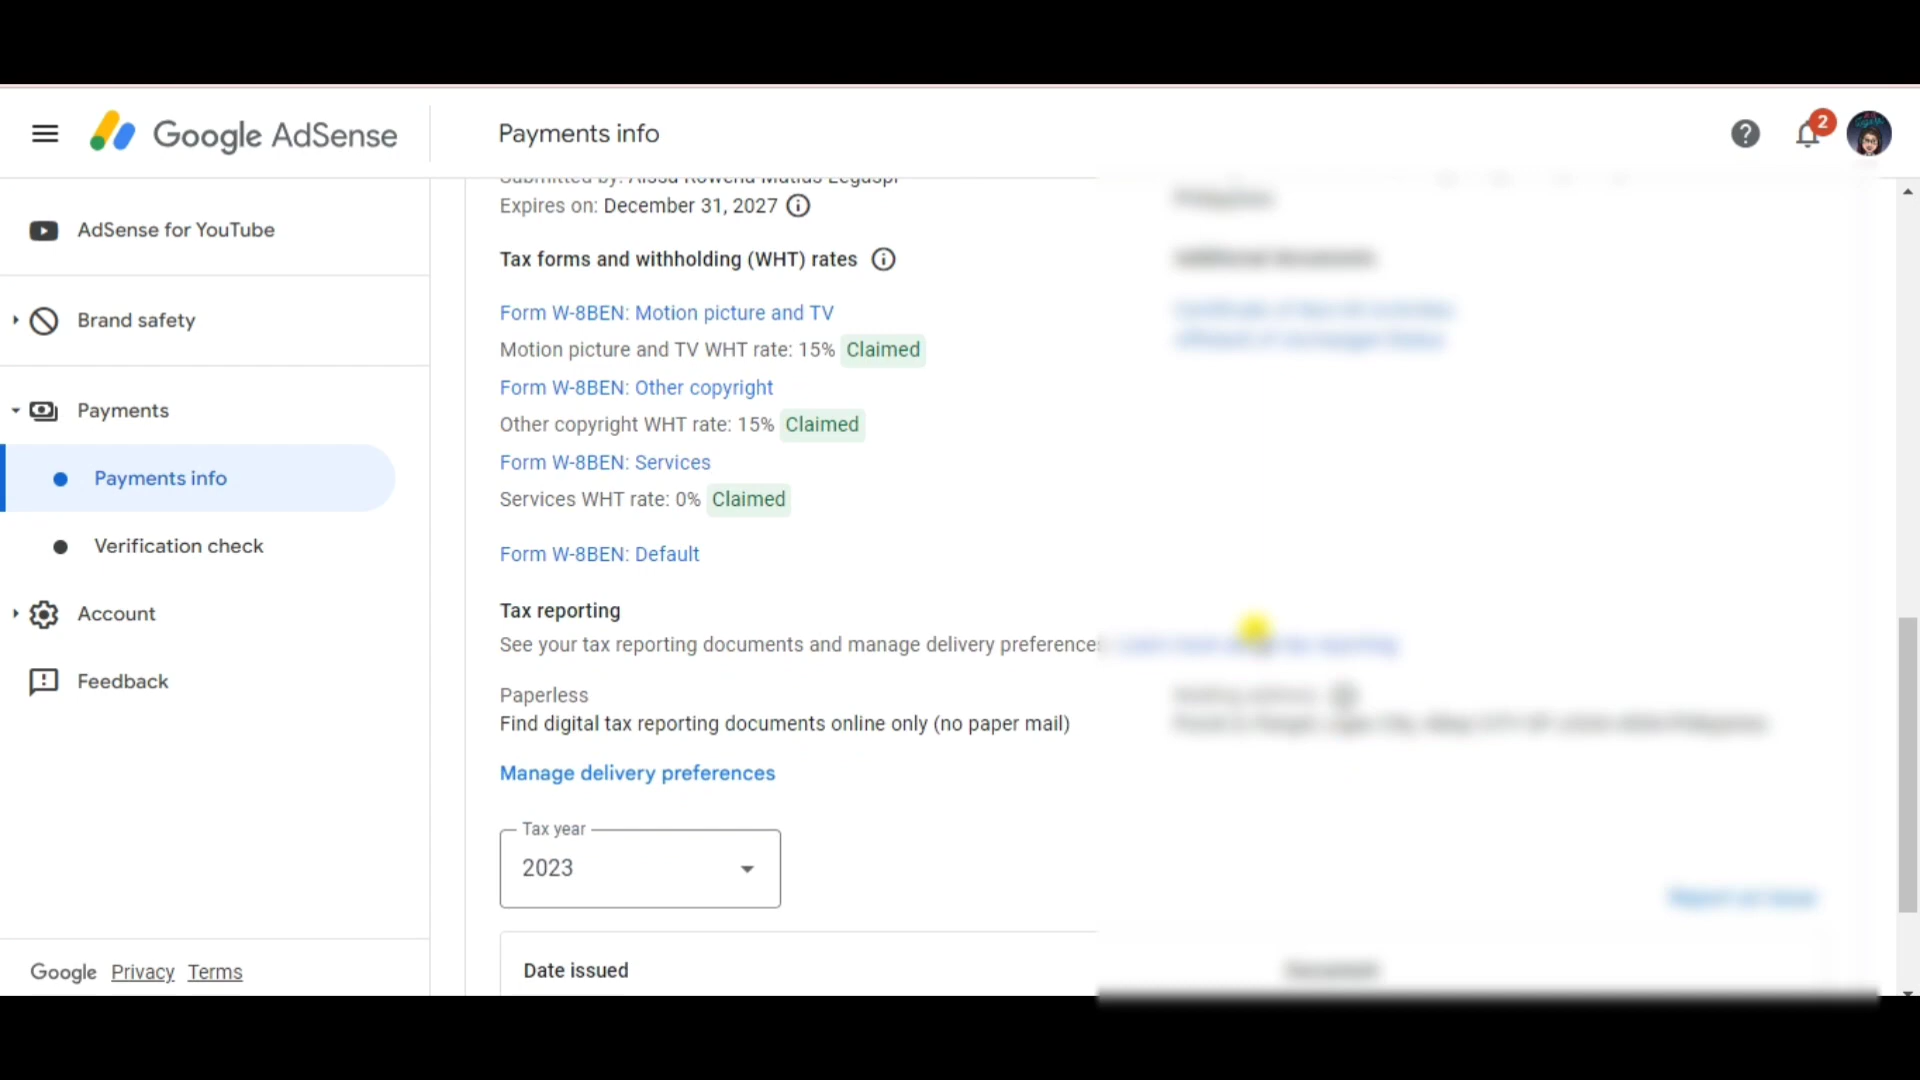 Google AdSense
Payments info
2
AdSense for YouTube
Brand safety
Payments
Payments info
Verification check
Account
Feedback
Google Privacy Terms
Submitted by:
Expires on: December 31, 2027
Tax forms and withholding (WHT) rates
Form W-8BEN: Motion picture and TV
Motion picture and TV WHT rate: 15% Claimed
Form W-8BEN: Other copyright
Other copyright WHT rate: 15% Claimed
Form W-8BEN: Services
Services WHT rate: 0% Claimed
Form W-8BEN: Default
Tax reporting
See your tax reporting documents and manage delivery preferences
Paperless
Find digital tax reporting documents online only (no paper mail)
Manage delivery preferences
Tax year
2023
Date issued